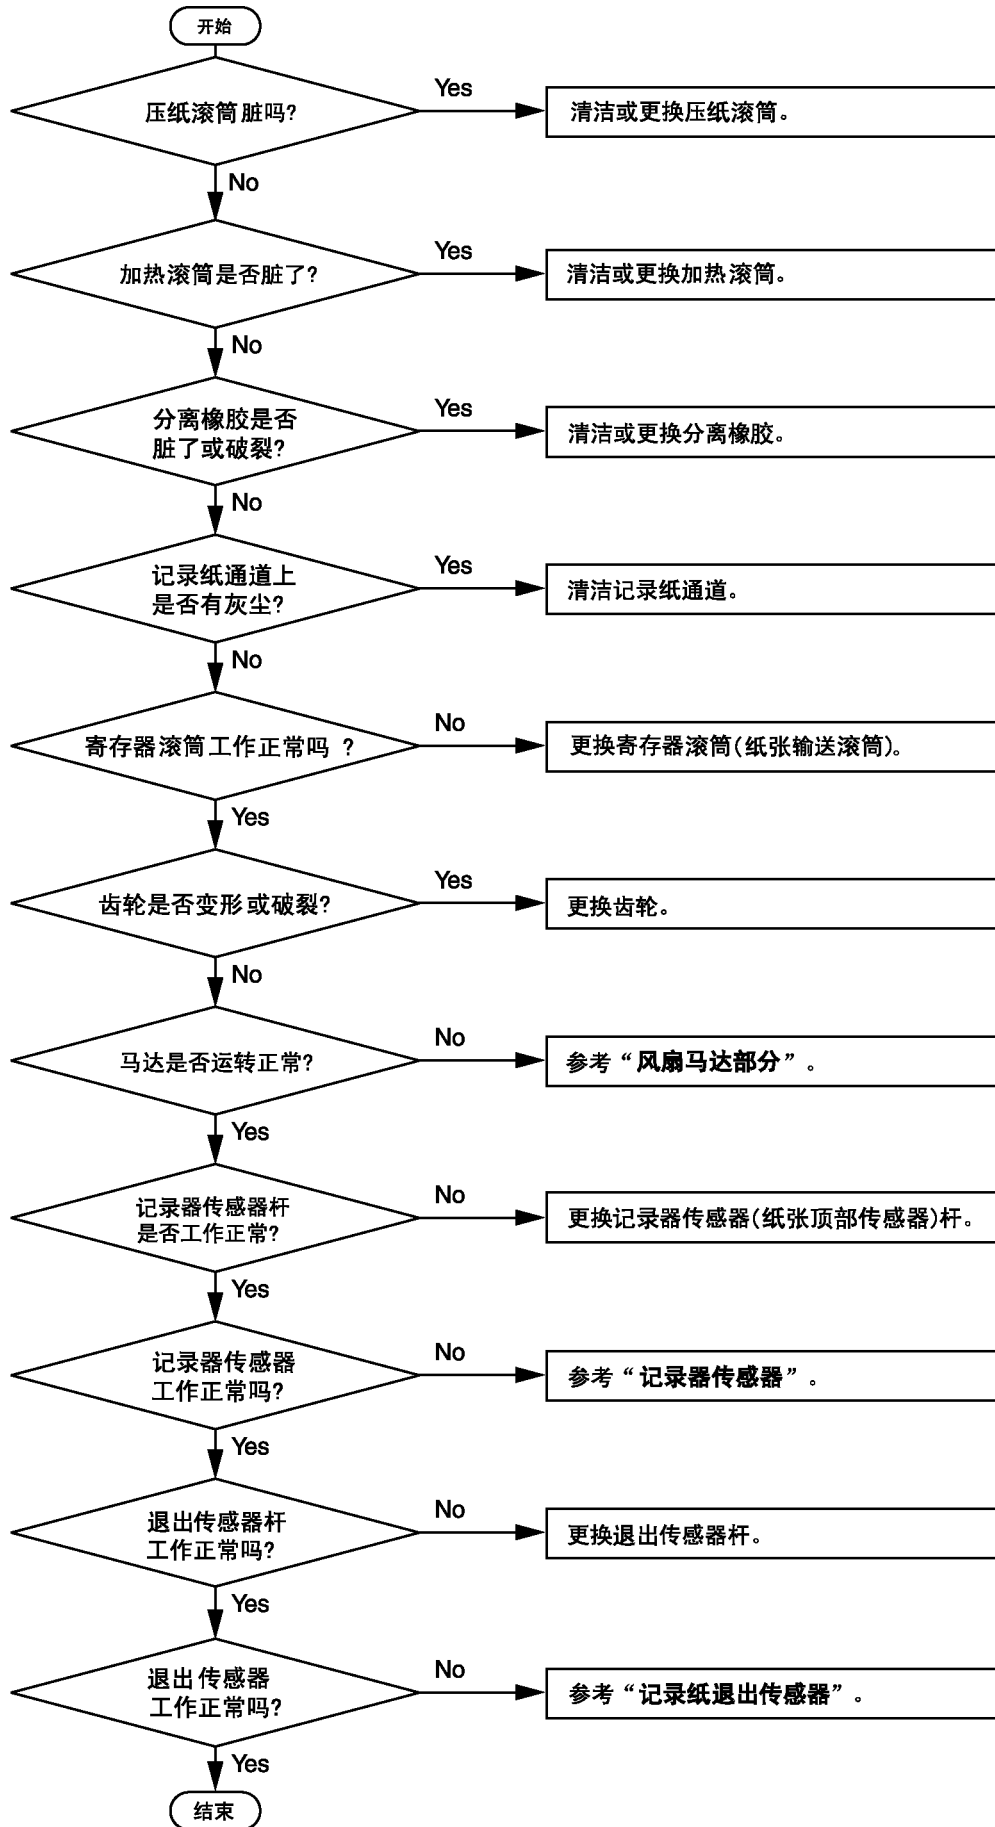 开始
压纸滚筒脏吗?
Yes
清洁或更换压纸滚筒。
No
加热滚筒是否脏了?
Yes
清洁或更换加热滚筒。
No
分离橡胶是否
脏了或破裂?
Yes
清洁或更换分离橡胶。
No
记录纸通道上
是否有灰尘?
Yes
清洁记录纸通道。
No
寄存器滚筒工作正常吗 ?
No
更换寄存器滚筒(纸张输送滚筒)。
Yes
齿轮是否变形或破裂?
Yes
更换齿轮。
No
马达是否运转正常?
No
参考“风扇马达部分”。
Yes
记录器传感器杆
是否工作正常?
No
更换记录器传感器(纸张顶部传感器)杆。
Yes
记录器传感器
工作正常吗?
No
参考“记录器传感器”。
Yes
退出传感器杆
工作正常吗?
No
更换退出传感器杆。
Yes
退出传感器
工作正常吗?
No
参考“记录纸退出传感器”。
Yes
结束